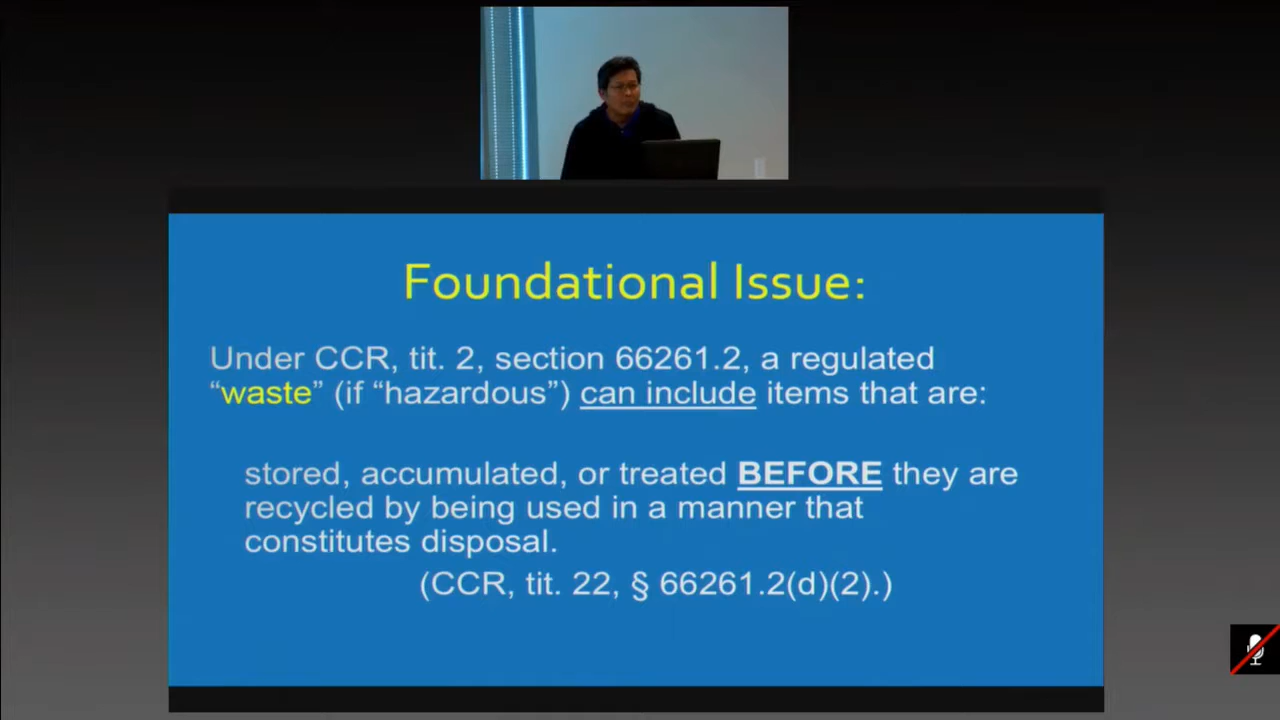 Foundational Issue:
Under CCR, tit. 2, section 66261.2, a regulated
“waste” (if “hazardous”) can include items that are:
stored, accumulated, or treated BEFORE they are
recycled by being used in a manner that
constitutes disposal.
(CCR, tit. 22, § 66261.2(d)(2).)